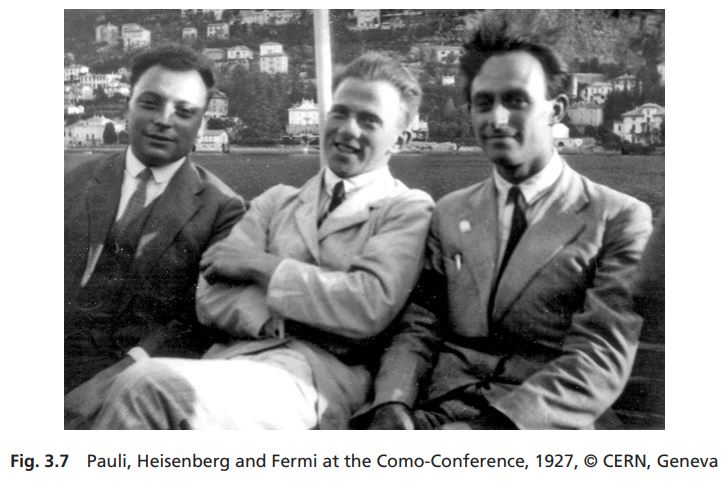 Fig. 3.7 Pauli, Heisenberg and Fermi at the Como-Conference, 1927, © CERN, Geneva